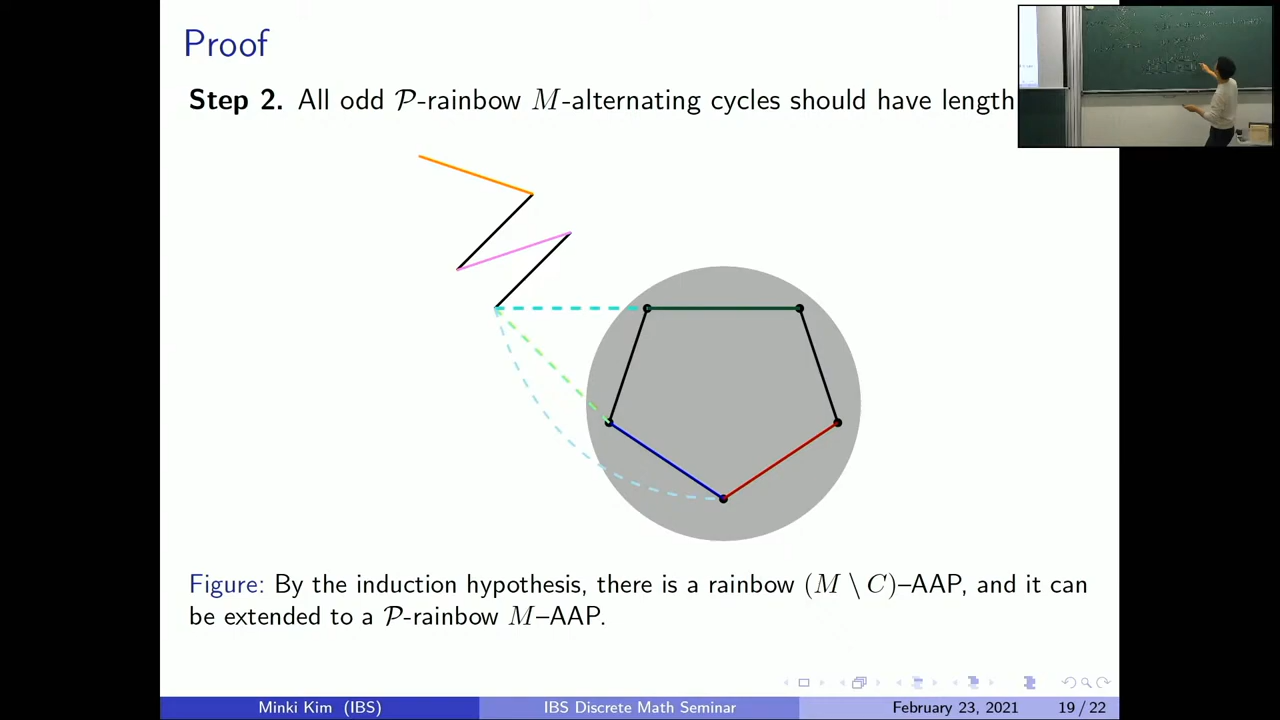 Proof
Step 2. All odd 𝒫-rainbow M-alternating cycles should have length
Figure: By the induction hypothesis, there is a rainbow (M \ C)–AAP, and it can
be extended to a 𝒫-rainbow M–AAP.
Minki Kim (IBS)
IBS Discrete Math Seminar
February 23, 2021
19 / 22